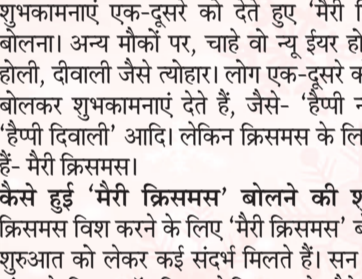 शुभकामनाएं एक-दूसरे को देते हुए ‘मेरी
बोलना। अन्य मौकों पर, चाहे वो न्यू ईयर हो
होली, दीवाली जैसे त्योहार। लोग एक-दूसरे
बोलकर शुभकामनाएं देते हैं, जैसे- ‘हैप्पी
‘हैप्पी दिवाली’ आदि। लेकिन क्रिसमस के
हैं- मैरी क्रिसमस।
कैसे हुई ‘मैरी क्रिसमस’ बोलने की
क्रिसमस विश करने के लिए ‘मैरी क्रिसमस’
शुरुआत को लेकर कई संदर्भ मिलते हैं। सन